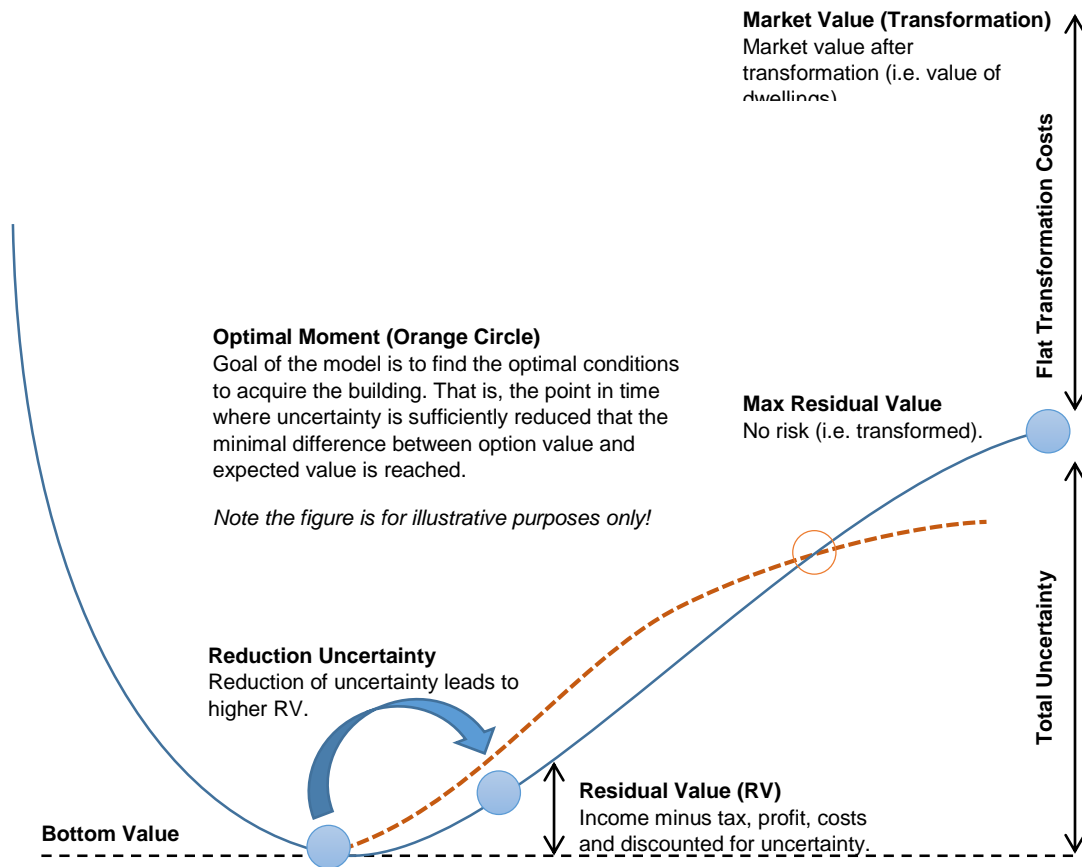 Market Value (Transformation)
Market value after
transformation (i.e. value of
dwellings)
Flat Transformation Costs
Optimal Moment (Orange Circle)
Goal of the model is to find the optimal conditions
to acquire the building. That is, the point in time
where uncertainty is sufficiently reduced that the
minimal difference between option value and
expected value is reached.
Note the figure is for illustrative purposes only!
Max Residual Value
No risk (i.e. transformed).
Total Uncertainty
Reduction Uncertainty
Reduction of uncertainty leads to
higher RV.
Residual Value (RV)
Income minus tax, profit, costs
and discounted for uncertainty.
Bottom Value